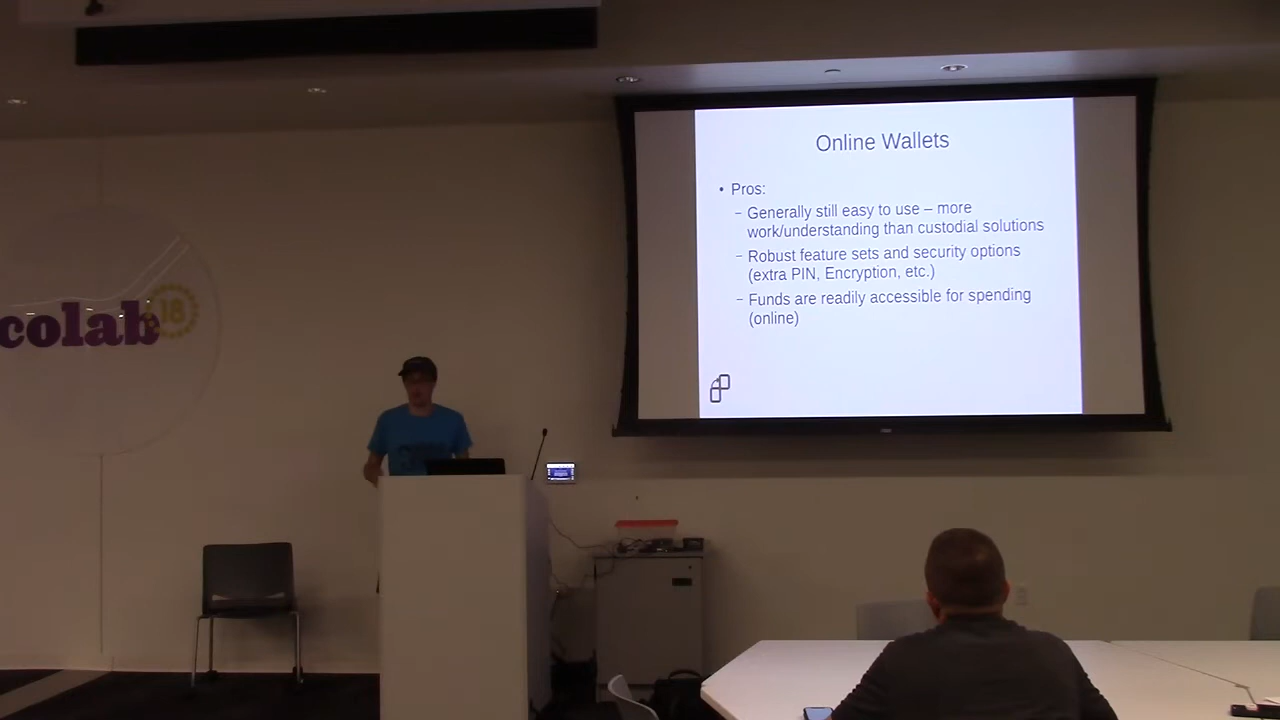 Online Wallets
• Pros:
– Generally still easy to use – more
work/understanding than custodial solutions
– Robust feature sets and security options
(extra PIN, Encryption, etc.)
– Funds are readily accessible for spending
(online)
colab
18